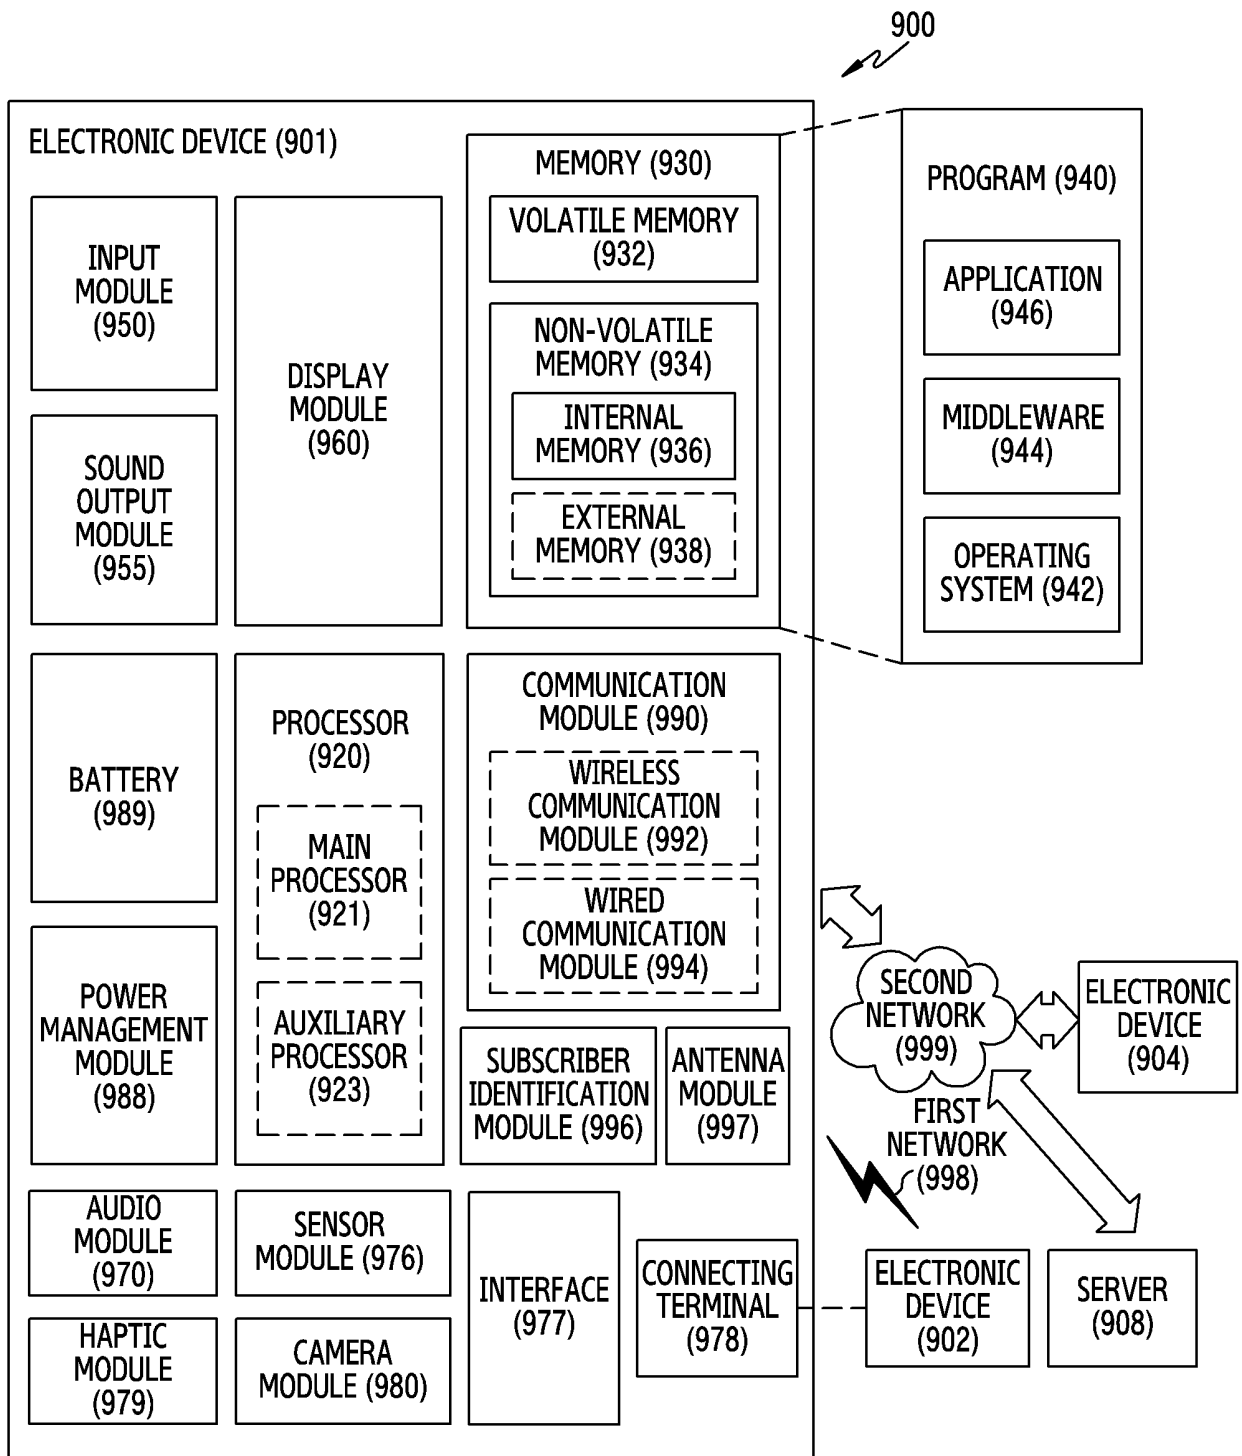 900
ELECTRONIC DEVICE (901)
INPUT
MODULE
(950)
SOUND
OUTPUT
MODULE
(955)
DISPLAY
MODULE
(960)
MEMORY (930)
VOLATILE MEMORY
(932)
NON-VOLATILE
MEMORY (934)
INTERNAL
MEMORY (936)
EXTERNAL
MEMORY (938)
PROGRAM (940)
APPLICATION
(946)
MIDDLEWARE
(944)
OPERATING
SYSTEM (942)
BATTERY
(989)
POWER
MANAGEMENT
MODULE
(988)
PROCESSOR
(920)
MAIN
PROCESSOR
(921)
AUXILIARY
PROCESSOR
(923)
COMMUNICATION
MODULE (990)
WIRELESS
COMMUNICATION
MODULE (992)
WIRED
COMMUNICATION
MODULE (994)
SUBSCRIBER
IDENTIFICATION
MODULE (996)
ANTENNA
MODULE
(997)
SECOND
NETWORK
(999)
ELECTRONIC
DEVICE
(904)
FIRST
NETWORK
(998)
AUDIO
MODULE
(970)
SENSOR
MODULE (976)
HAPTIC
MODULE
(979)
CAMERA
MODULE (980)
INTERFACE
(977)
CONNECTING
TERMINAL
(978)
ELECTRONIC
DEVICE
(902)
SERVER
(908)